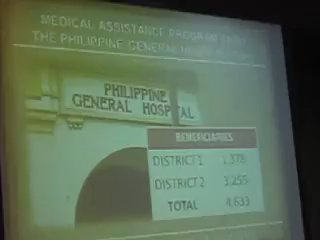 MEDICAL ASSISTANCE PROGRAM
THE PHILIPPINE GENERAL
PHILIPPINE
GENERAL HOSPITAL
BENEFICIARIES
DISTRICT 1 1,378
DISTRICT 2 3,255
TOTAL 4,633